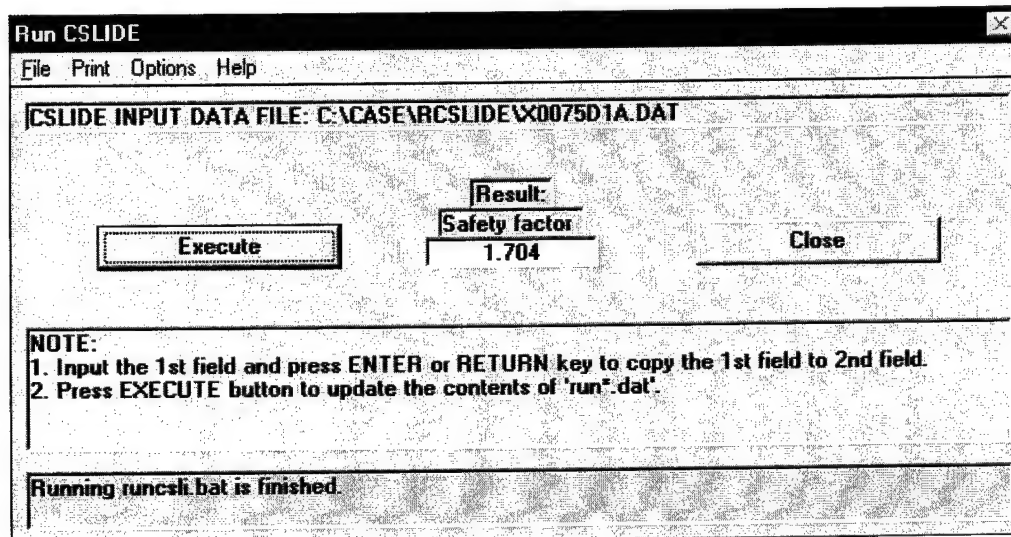 Run CSLIDE
File Print Options Help
CSLIDE INPUT DATA FILE: C:\CASE\RCSLIDE\X0075D1A.DAT
Result:
Safety factor
Execute
1.704
Close
NOTE:
1. Input the 1st field and press ENTER or RETURN key to copy the 1st field to 2nd field.
2. Press EXECUTE button to update the contents of 'run*.dat'.
Running runcsli.bat is finished.